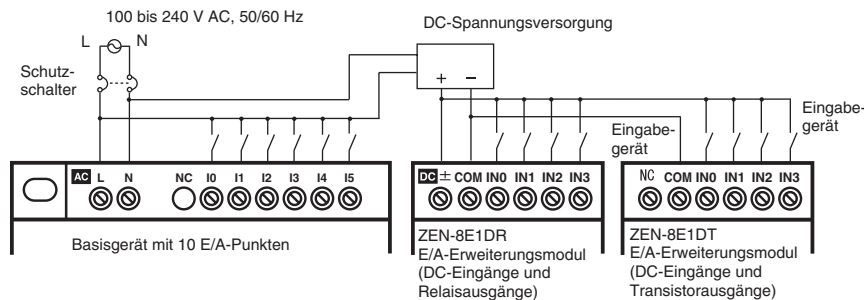 100 bis 240 V AC, 50/60 Hz
L N
DC-Spannungsversorgung
Schutz-
schalter
+ −
Eingabe-
gerät
Eingabe-
gerät
AC L N NC I0 I1 I2 I3 I4 I5
DC ± COM IN0 IN1 IN2 IN3
NC COM IN0 IN1 IN2 IN3
Basisgerät mit 10 E/A-Punkten
ZEN-8E1DR
E/A-Erweiterungsmodul
(DC-Eingänge und
Relaisausgänge)
ZEN-8E1DT
E/A-Erweiterungsmodul
(DC-Eingänge und
Transistorausgänge)